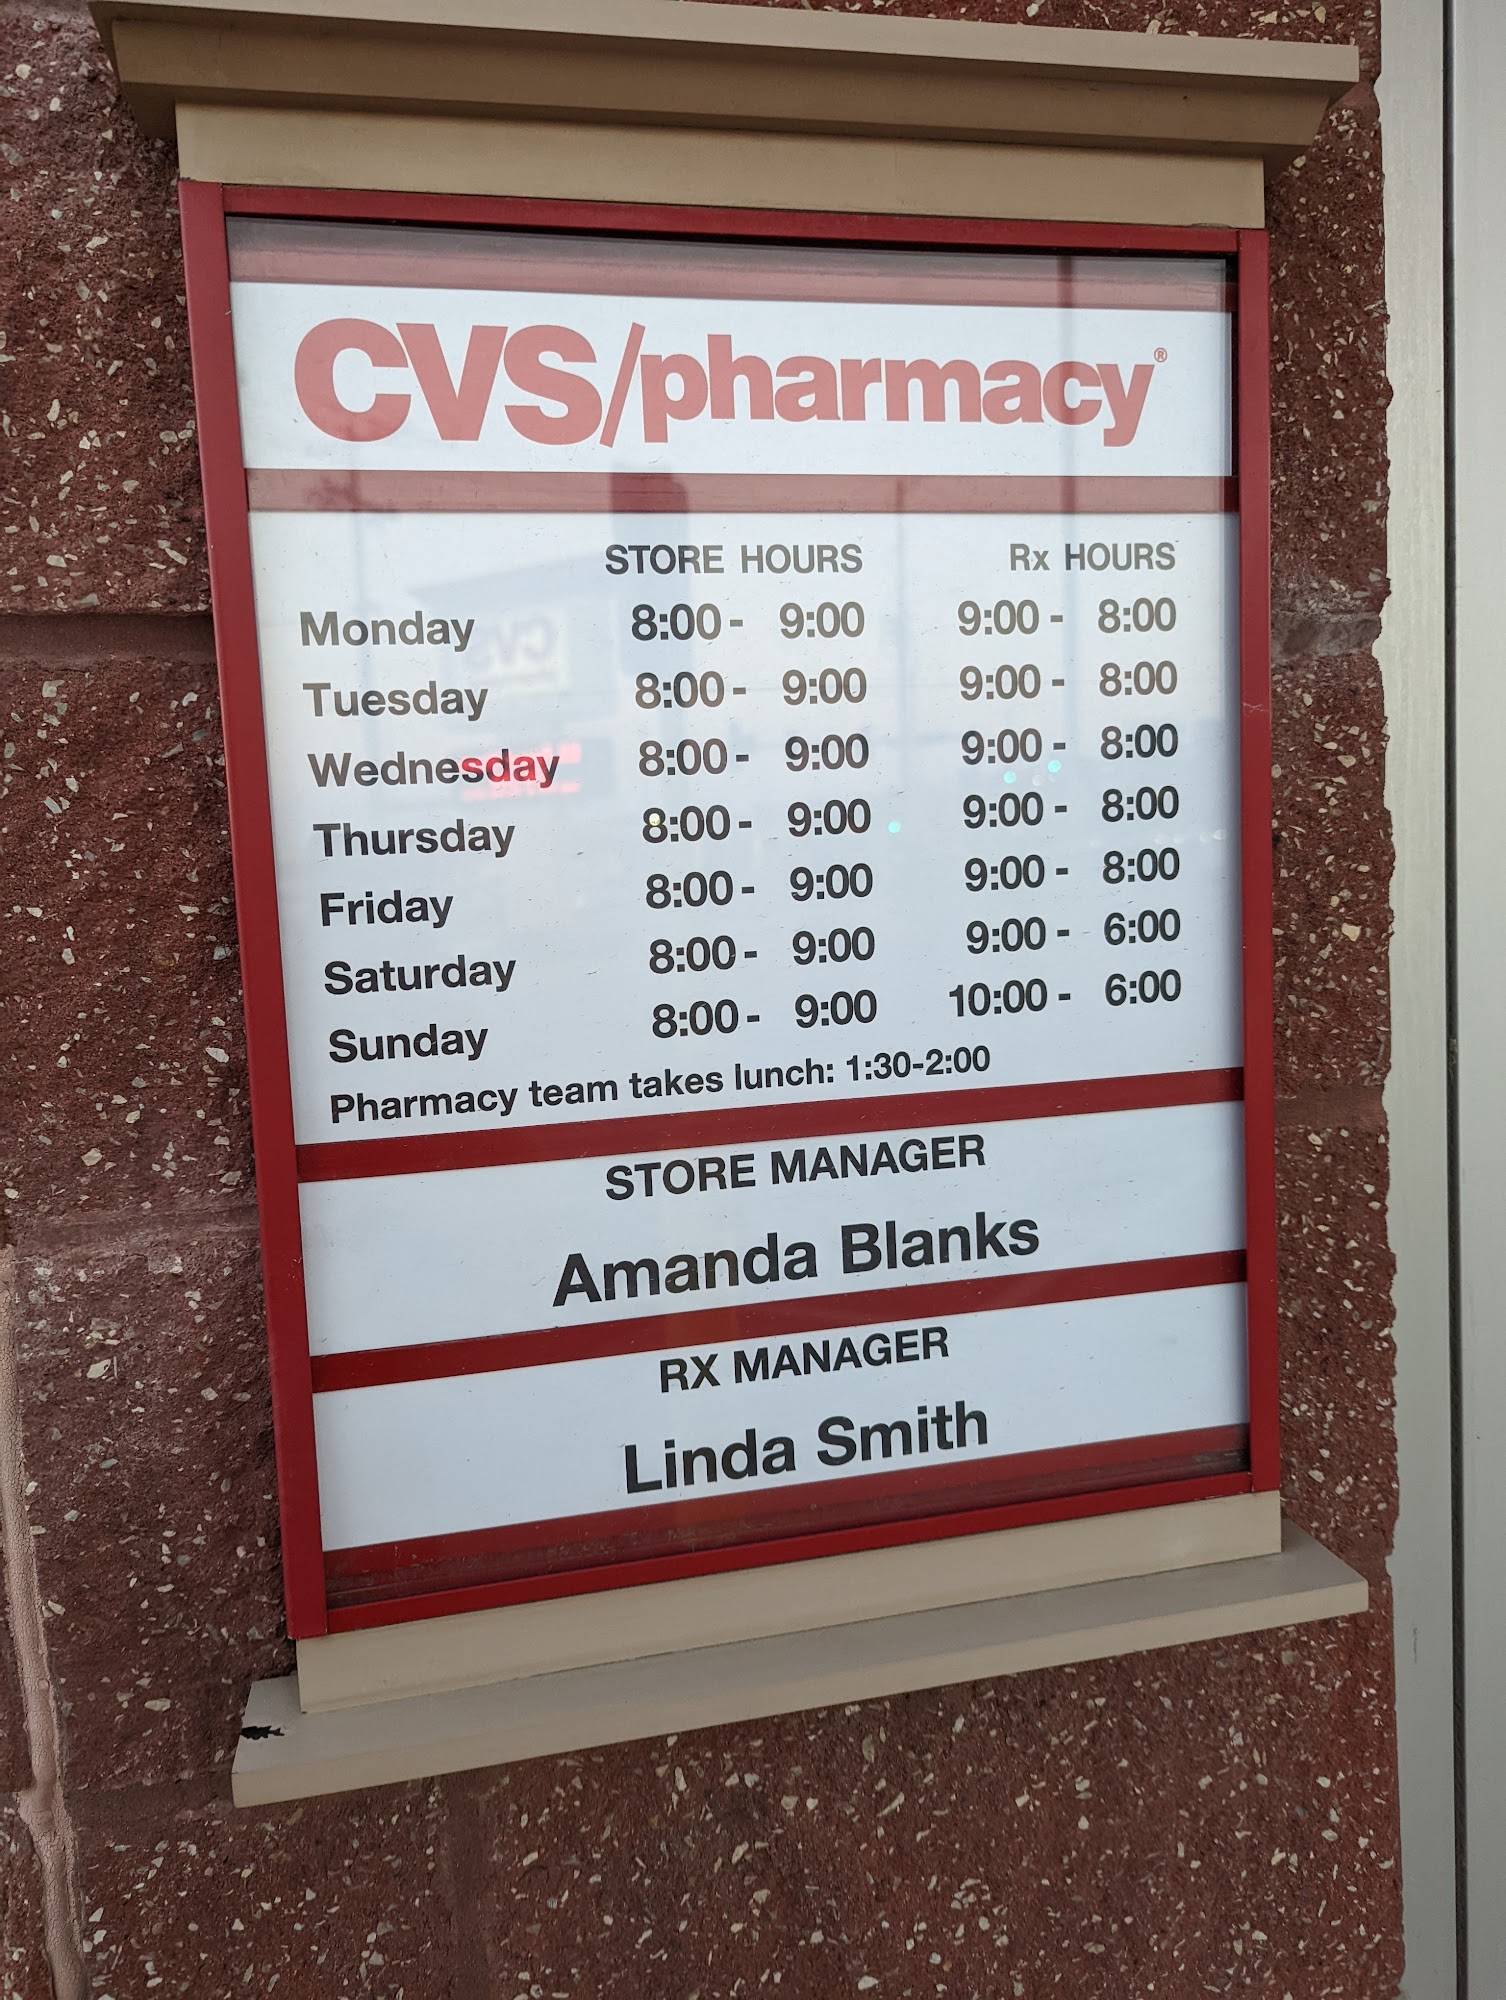 CVS/pharmacy®
STORE HOURS Rx HOURS
Monday 8:00 - 9:00 9:00 - 8:00
Tuesday 8:00 - 9:00 9:00 - 8:00
Wednesday 8:00 - 9:00 9:00 - 8:00
Thursday 8:00 - 9:00 9:00 - 8:00
Friday 8:00 - 9:00 9:00 - 8:00
Saturday 8:00 - 9:00 9:00 - 6:00
Sunday 8:00 - 9:00 10:00 - 6:00
Pharmacy team takes lunch: 1:30-2:00
STORE MANAGER
Amanda Blanks
RX MANAGER
Linda Smith